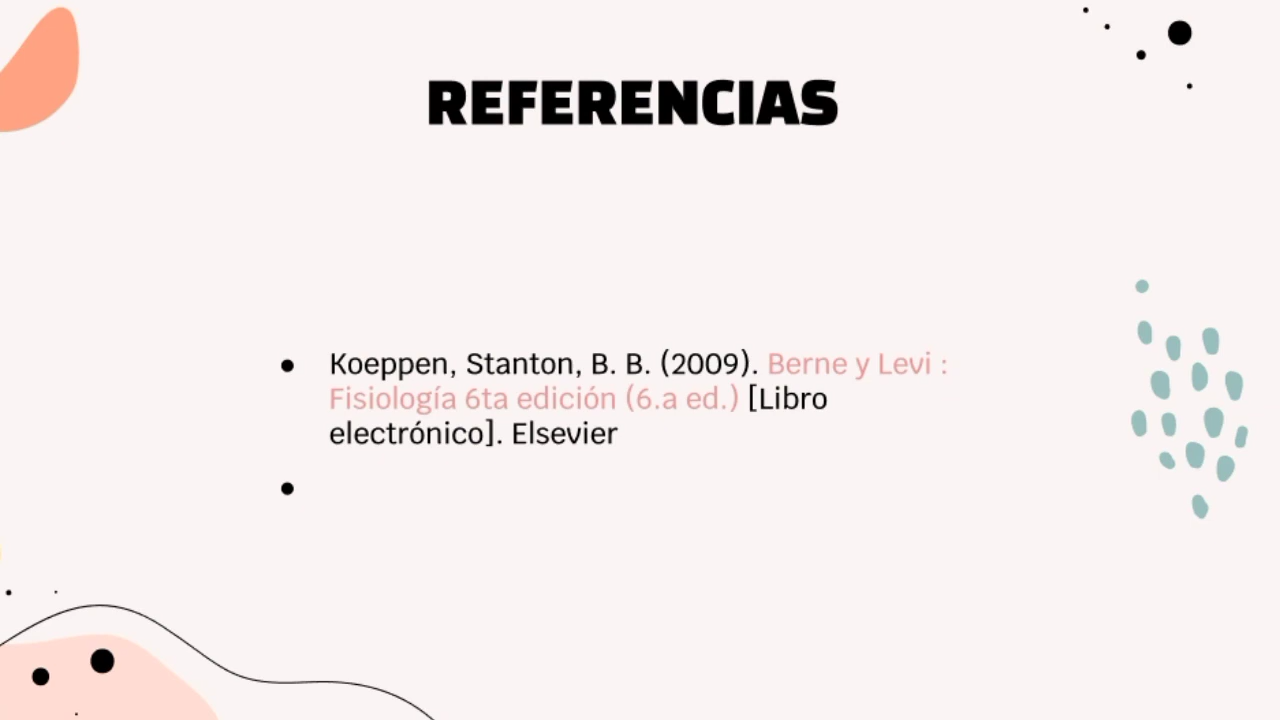 REFERENCIAS
● Koeppen, Stanton, B. B. (2009). Berne y Levi :
Fisiología 6ta edición (6.a ed.) [Libro
electrónico]. Elsevier
●